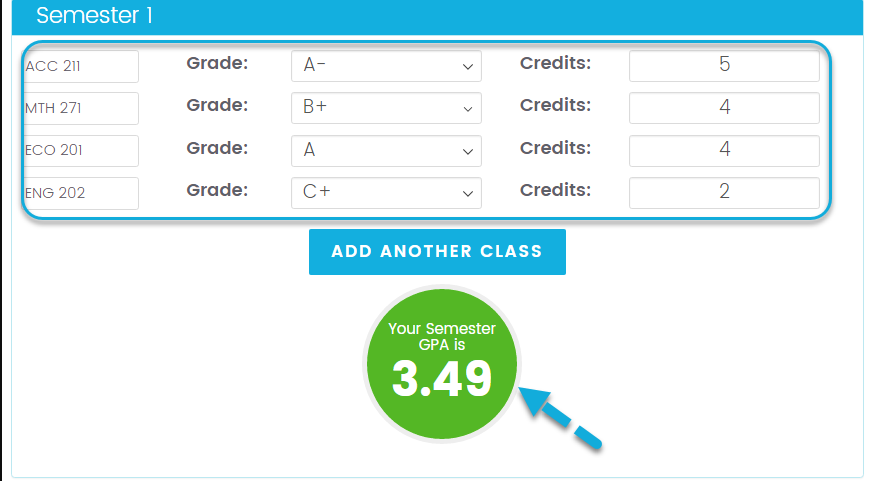 Semester 1
ACC 211 Grade: A- Credits: 5
MTH 271 Grade: B+ Credits: 4
ECO 201 Grade: A Credits: 4
ENG 202 Grade: C+ Credits: 2
ADD ANOTHER CLASS
Your Semester
GPA is
3.49